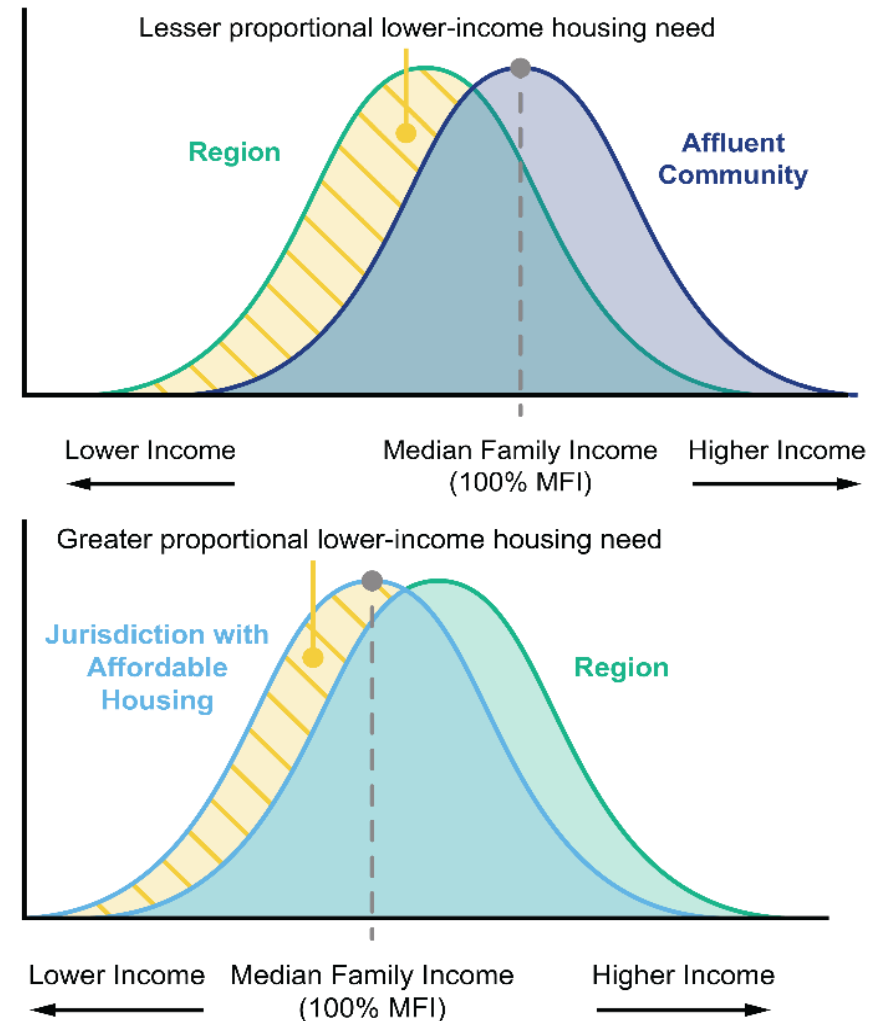 Lesser proportional lower-income housing need
Region
Affluent
Community
Lower Income
Median Family Income
(100% MFI)
Higher Income
Greater proportional lower-income housing need
Jurisdiction with
Affordable
Housing
Region
Lower Income
Median Family Income
(100% MFI)
Higher Income